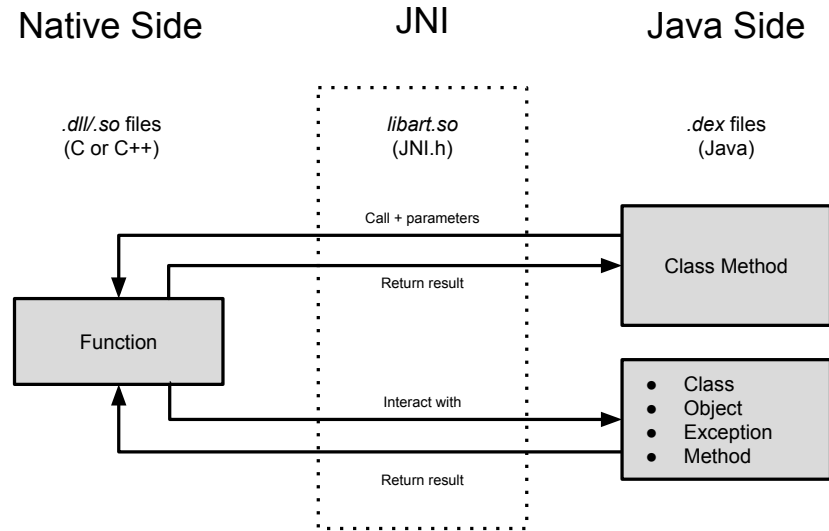 Native Side
JNI
Java Side
.dll/.so files
(C or C++)
libart.so
(JNI.h)
.dex files
(Java)
Call + parameters
Class Method
Return result
Function
Interact with
● Class
● Object
● Exception
● Method
Return result